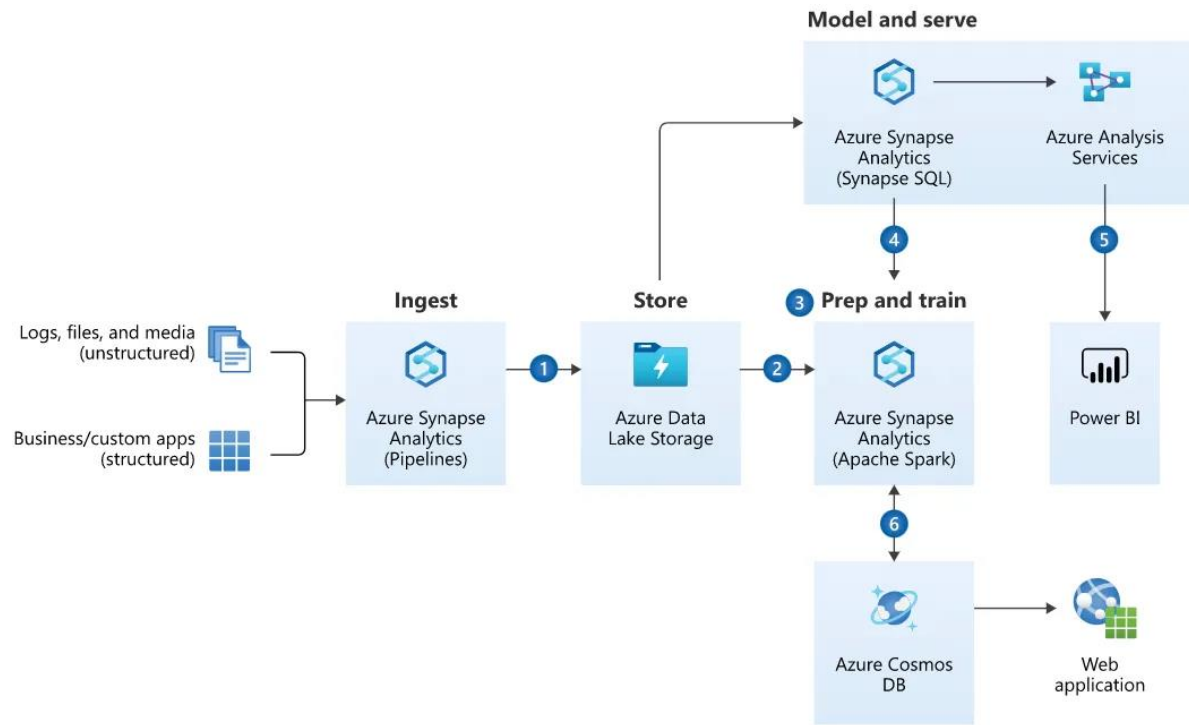 Model and serve
Azure Synapse
Analytics
(Synapse SQL)
Azure Analysis
Services
4
5
Ingest
Store
3
Prep and train
Logs, files, and media
(unstructured)
Business/custom apps
(structured)
Azure Synapse
Analytics
(Pipelines)
1
Azure Data
Lake Storage
2
Azure Synapse
Analytics
(Apache Spark)
Power BI
6
Azure Cosmos
DB
Web
application